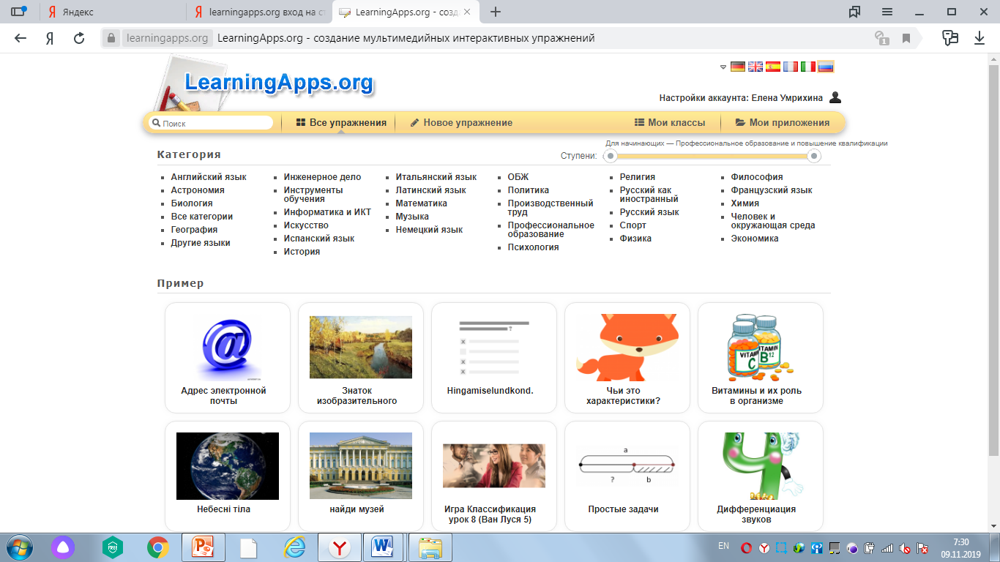 Яндекс
learningapps.org вход на ст
LearningApps.org - созда
learningapps.org
LearningApps.org - создание мультимедийных интерактивных упражнений
1
LearningApps.org
Настройки аккаунта: Елена Умрихина
Поиск
Все упражнения
Новое упражнение
Мои классы
Мои приложения
Для начинающих — Профессиональное образование и повышение квалификации
Категория
Ступени:
Английский язык
Астрономия
Биология
Все категории
География
Другие языки
Инженерное дело
Инструменты
обучения
Информатика и ИКТ
Искусство
Испанский язык
История
Итальянский язык
Латинский язык
Математика
Музыка
Немецкий язык
ОБЖ
Политика
Производственный
труд
Профессиональное
образование
Психология
Религия
Русский как
иностранный
Русский язык
Спорт
Физика
Философия
Французский язык
Химия
Человек и
окружающая среда
Экономика
Пример
@
Адрес электронной
почты
Знаток
изобразительного
?
Hingamiselundkond.
Чьи это
характеристики?
VITAMIN
C
B12
Витамины и их роль
в организме
Небесні тіла
найди музей
Игра Классификация
урок 8 (Ван Луся 5)
a
? b
Простые задачи
Ч
Дифференциация
звуков
FREE
EN
7:30
09.11.2019